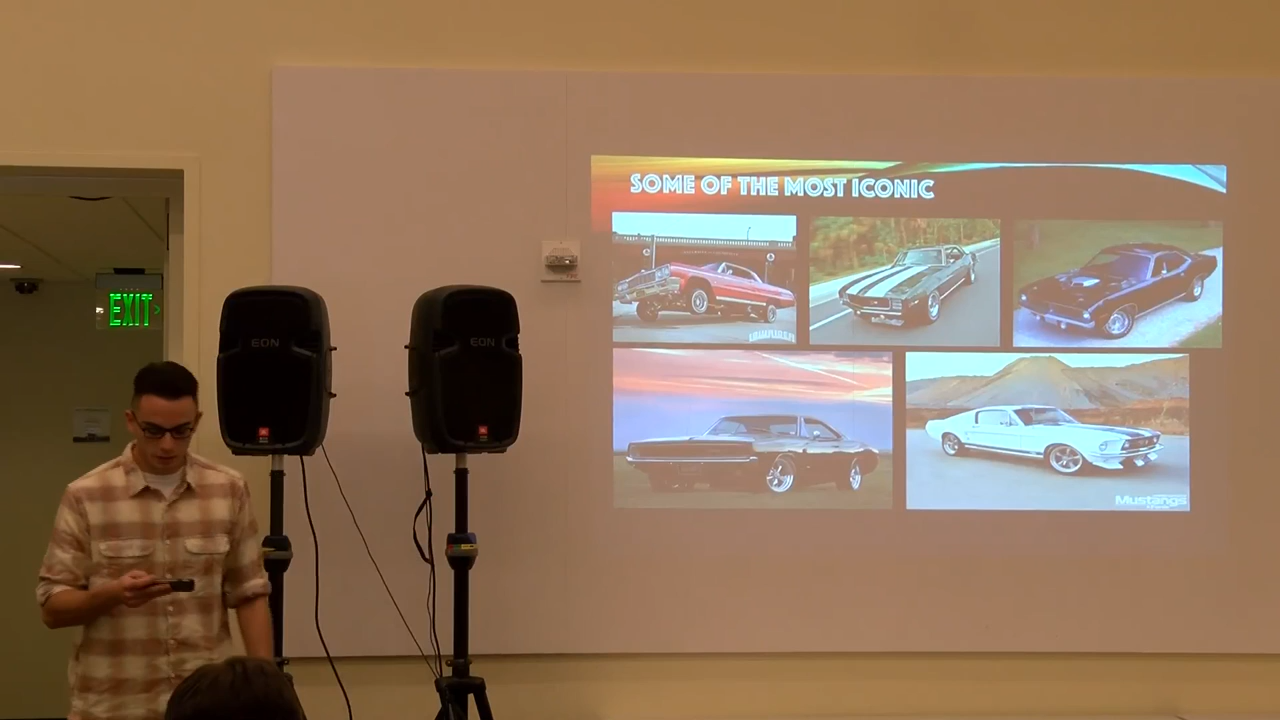 SOME OF THE MOST ICONIC
EXIT
EON
EON
Mustangs